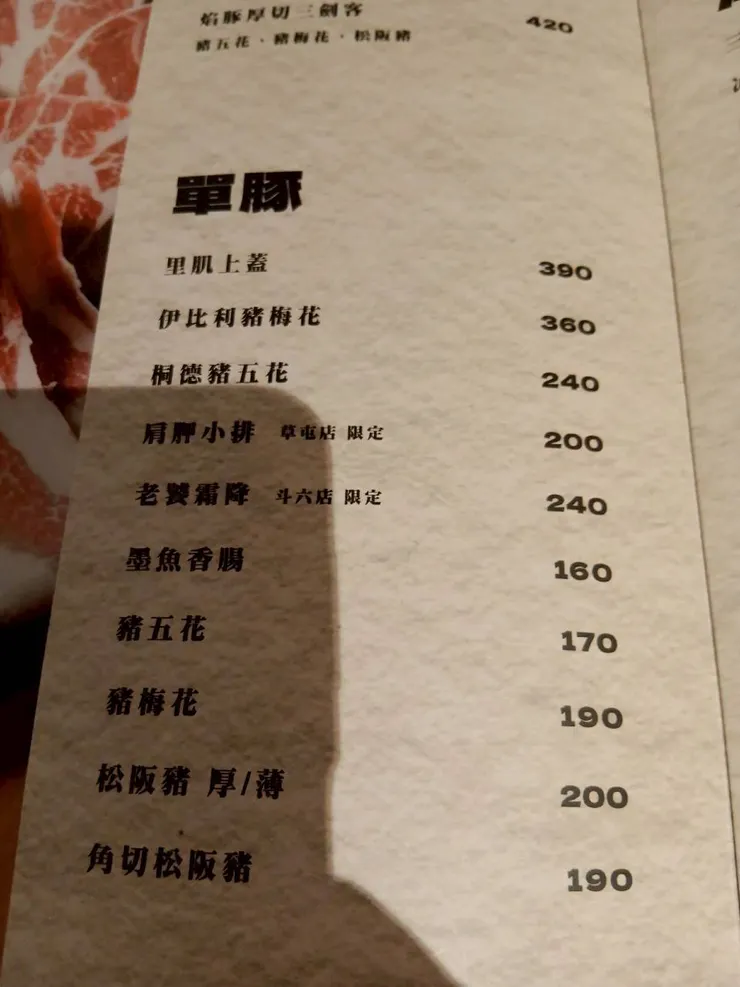 焰豚厚切三劍客 420
豬五花．豬梅花．松阪豬
單豚
里肌上蓋 390
伊比利豬梅花 360
桐德豬五花 240
肩胛小排 草屯店 限定 200
老饕霜降 斗六店 限定 240
墨魚香腸 160
豬五花 170
豬梅花 190
松阪豬 厚/薄 200
角切松阪豬 190